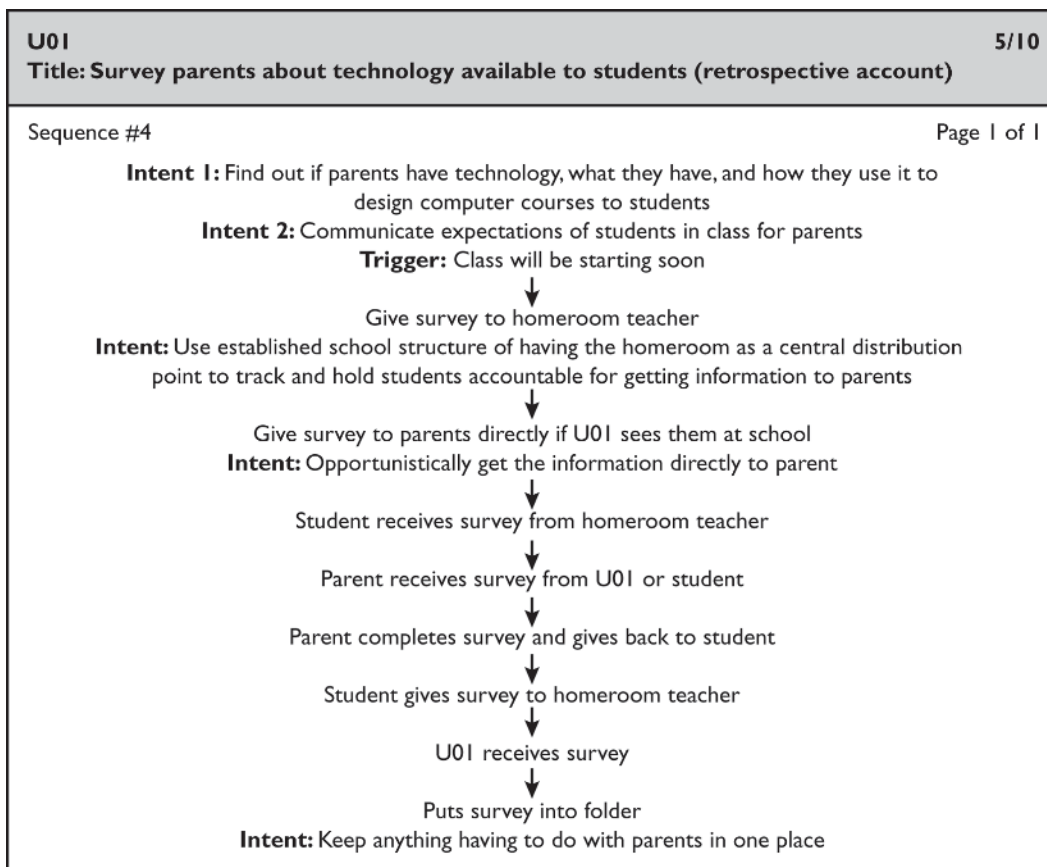 U01 5/10
Title: Survey parents about technology available to students (retrospective account)
Sequence #4 Page 1 of 1
Intent 1: Find out if parents have technology, what they have, and how they use it to
design computer courses to students
Intent 2: Communicate expectations of students in class for parents
Trigger: Class will be starting soon
Give survey to homeroom teacher
Intent: Use established school structure of having the homeroom as a central distribution
point to track and hold students accountable for getting information to parents
Give survey to parents directly if U01 sees them at school
Intent: Opportunistically get the information directly to parent
Student receives survey from homeroom teacher
Parent receives survey from U01 or student
Parent completes survey and gives back to student
Student gives survey to homeroom teacher
U01 receives survey
Puts survey into folder
Intent: Keep anything having to do with parents in one place